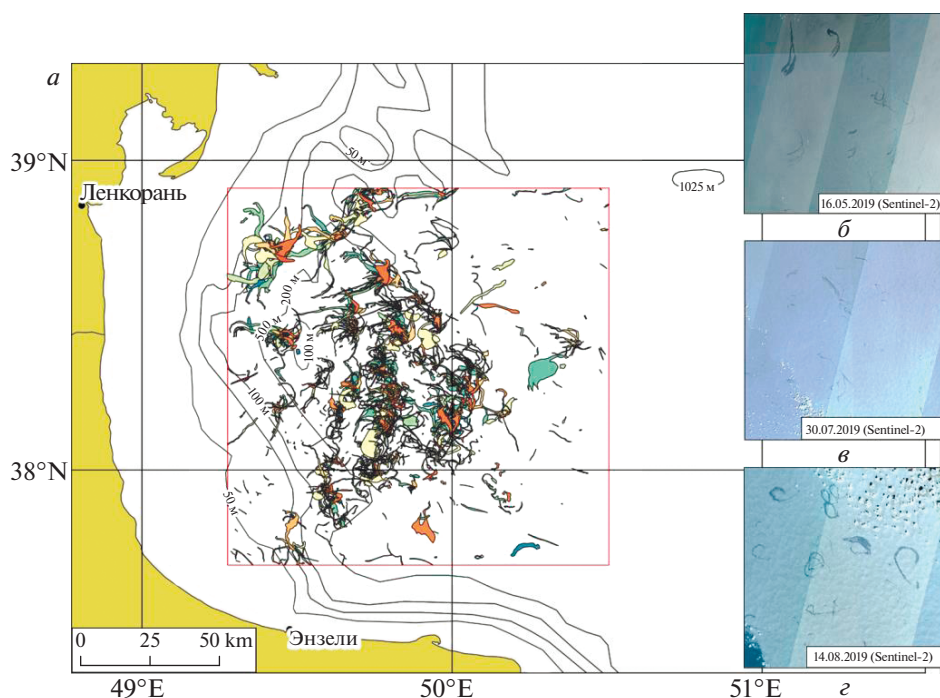 а
39°N
Ленкорань
38°N
50 м
1025 м
200 м
500 м
100 м
100 м
50 м
Энзели
0 25 50 km
49°E
50°E
51°E
16.05.2019 (Sentinel-2)
б
30.07.2019 (Sentinel-2)
в
14.08.2019 (Sentinel-2)
г